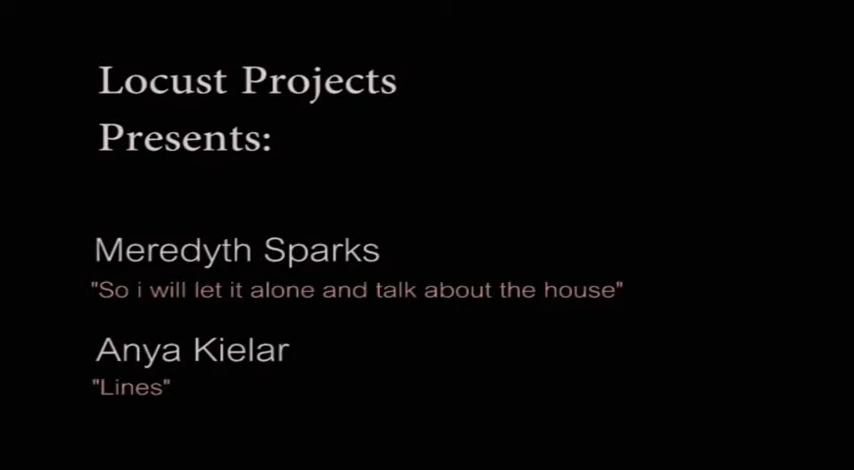 Locust Projects
Presents:
Meredyth Sparks
"So i will let it alone and talk about the house"
Anya Kielar
"Lines"